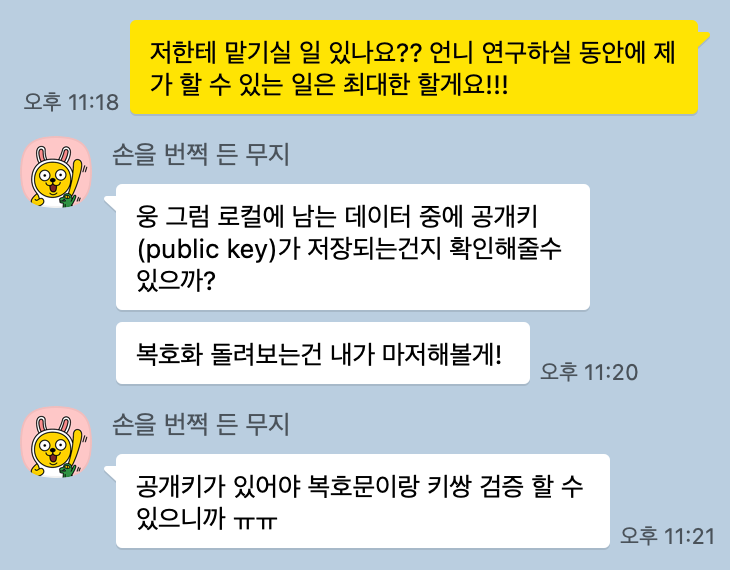 저한테 맡기실 일 있나요?? 언니 연구하실 동안에 제
가 할 수 있는 일은 최대한 할게요!!!
오후 11:18
손을 번쩍 든 무지
웅 그럼 로컬에 남는 데이터 중에 공개키
(public key)가 저장되는건지 확인해줄수
있으까?
복호화 돌려보는건 내가 마저해볼게!
오후 11:20
손을 번쩍 든 무지
공개키가 있어야 복호문이랑 키쌍 검증 할 수
있으니까 ㅠㅠ
오후 11:21